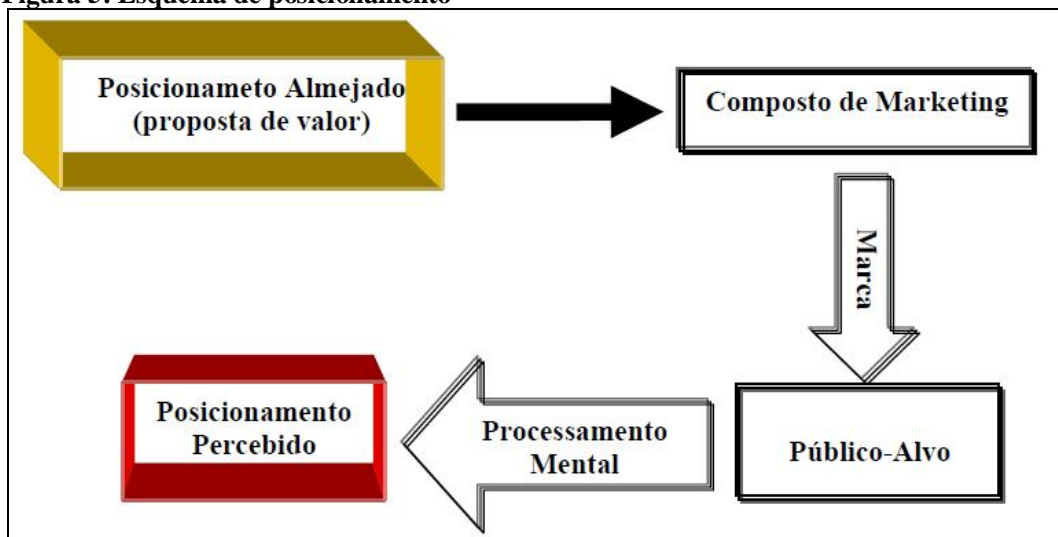 Figura 3: Esquema de posicionamento
Posicionameto Almejado
(proposta de valor)
Composto de Marketing
Marca
Público-Alvo
Processamento
Mental
Posicionamento
Percebido